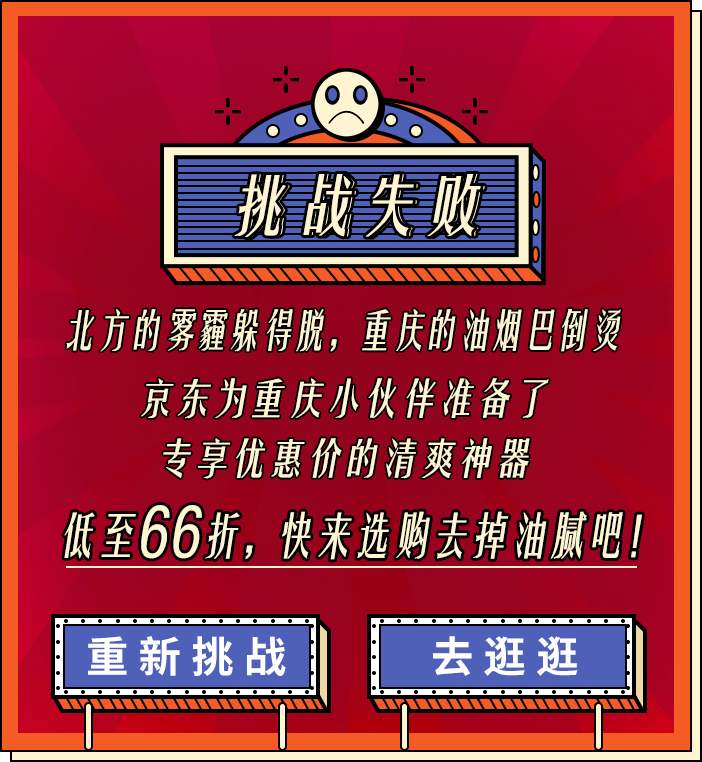 挑战失败
北方的雾霾躲得脱，重庆的油烟巴倒烫
京东为重庆小伙伴准备了
专享优惠价的清爽神器
低至66折，快来选购去掉油腻吧！
重新挑战
去逛逛